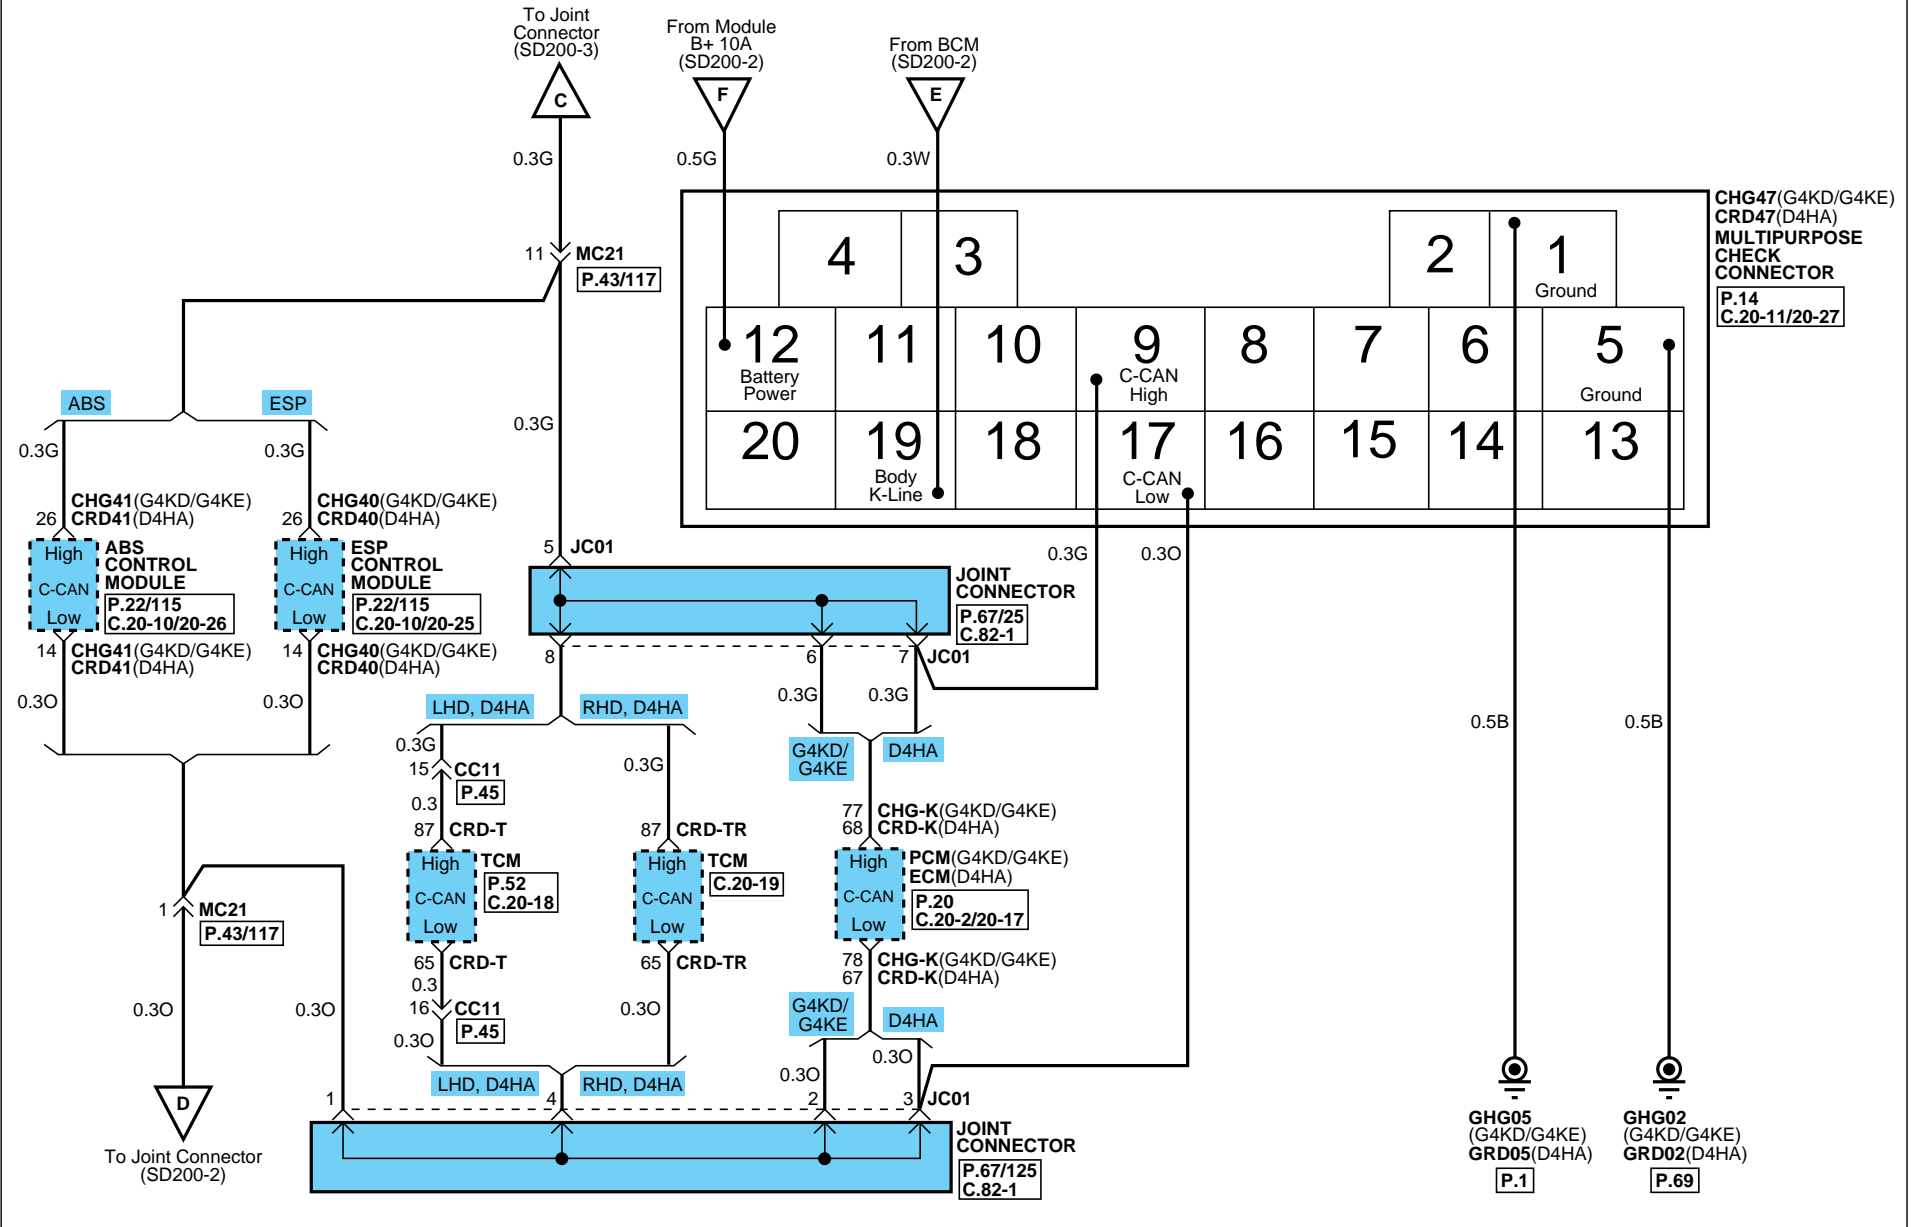 To Joint
Connector
(SD200-3)
C
From Module
B+ 10A
(SD200-2)
F
From BCM
(SD200-2)
E
0.3G
0.5G
0.3W
11
MC21
P.43/117
CHG47(G4KD/G4KE)
CRD47(D4HA)
MULTIPURPOSE
CHECK
CONNECTOR
P.14
C.20-11/20-27
4
3
2
1
Ground
12
Battery
Power
11
10
9
C-CAN
High
8
7
6
5
Ground
20
19
Body
K-Line
18
17
C-CAN
Low
16
15
14
13
ABS
ESP
0.3G
0.3G
0.3G
CHG41(G4KD/G4KE)
26
CRD41(D4HA)
CHG40(G4KD/G4KE)
26
CRD40(D4HA)
High
C-CAN
Low
ABS
CONTROL
MODULE
P.22/115
C.20-10/20-26
High
C-CAN
Low
ESP
CONTROL
MODULE
P.22/115
C.20-10/20-25
14
CHG41(G4KD/G4KE)
CRD41(D4HA)
14
CHG40(G4KD/G4KE)
CRD40(D4HA)
0.3O
0.3O
5
JC01
0.3G
0.3O
JOINT
CONNECTOR
P.67/25
C.82-1
8
6
7
JC01
0.3G
0.3G
LHD, D4HA
RHD, D4HA
0.3G
0.3G
15
CC11
P.45
0.3
87
CRD-T
87
CRD-TR
High
C-CAN
Low
TCM
P.52
C.20-18
High
C-CAN
Low
TCM
C.20-19
65
CRD-T
65
CRD-TR
0.3
16
CC11
P.45
0.3O
0.3O
LHD, D4HA
RHD, D4HA
G4KD/
G4KE
D4HA
77
CHG-K(G4KD/G4KE)
68
CRD-K(D4HA)
High
C-CAN
Low
PCM(G4KD/G4KE)
ECM(D4HA)
P.20
C.20-2/20-17
78
CHG-K(G4KD/G4KE)
67
CRD-K(D4HA)
G4KD/
G4KE
D4HA
0.3O
0.3O
1
MC21
P.43/117
0.3O
0.3O
D
To Joint Connector
(SD200-2)
1
4
2
3
JC01
JOINT
CONNECTOR
P.67/125
C.82-1
0.5B
0.5B
GHG05
(G4KD/G4KE)
GRD05(D4HA)
P.1
GHG02
(G4KD/G4KE)
GRD02(D4HA)
P.69